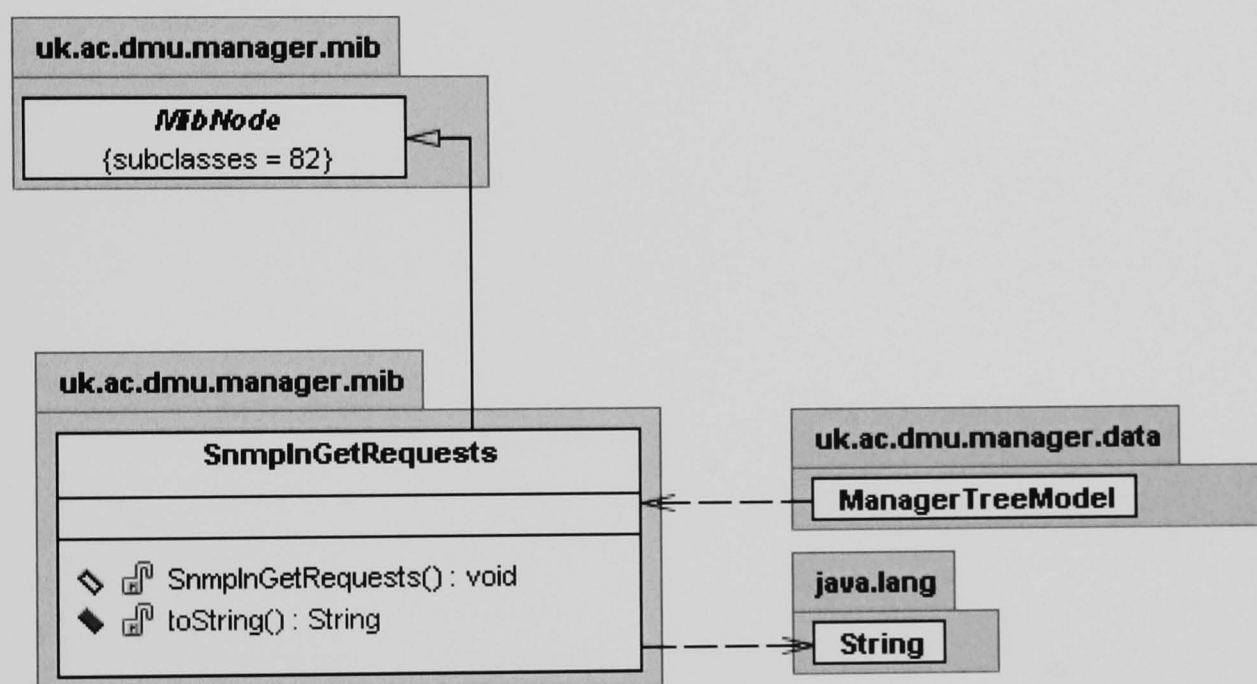 uk.ac.dmu.manager.mib
MibNode
{subclasses = 82}
uk.ac.dmu.manager.mib
SnmpInGetRequests
SnmpInGetRequests() : void
toString() : String
uk.ac.dmu.manager.data
ManagerTreeModel
java.lang
String